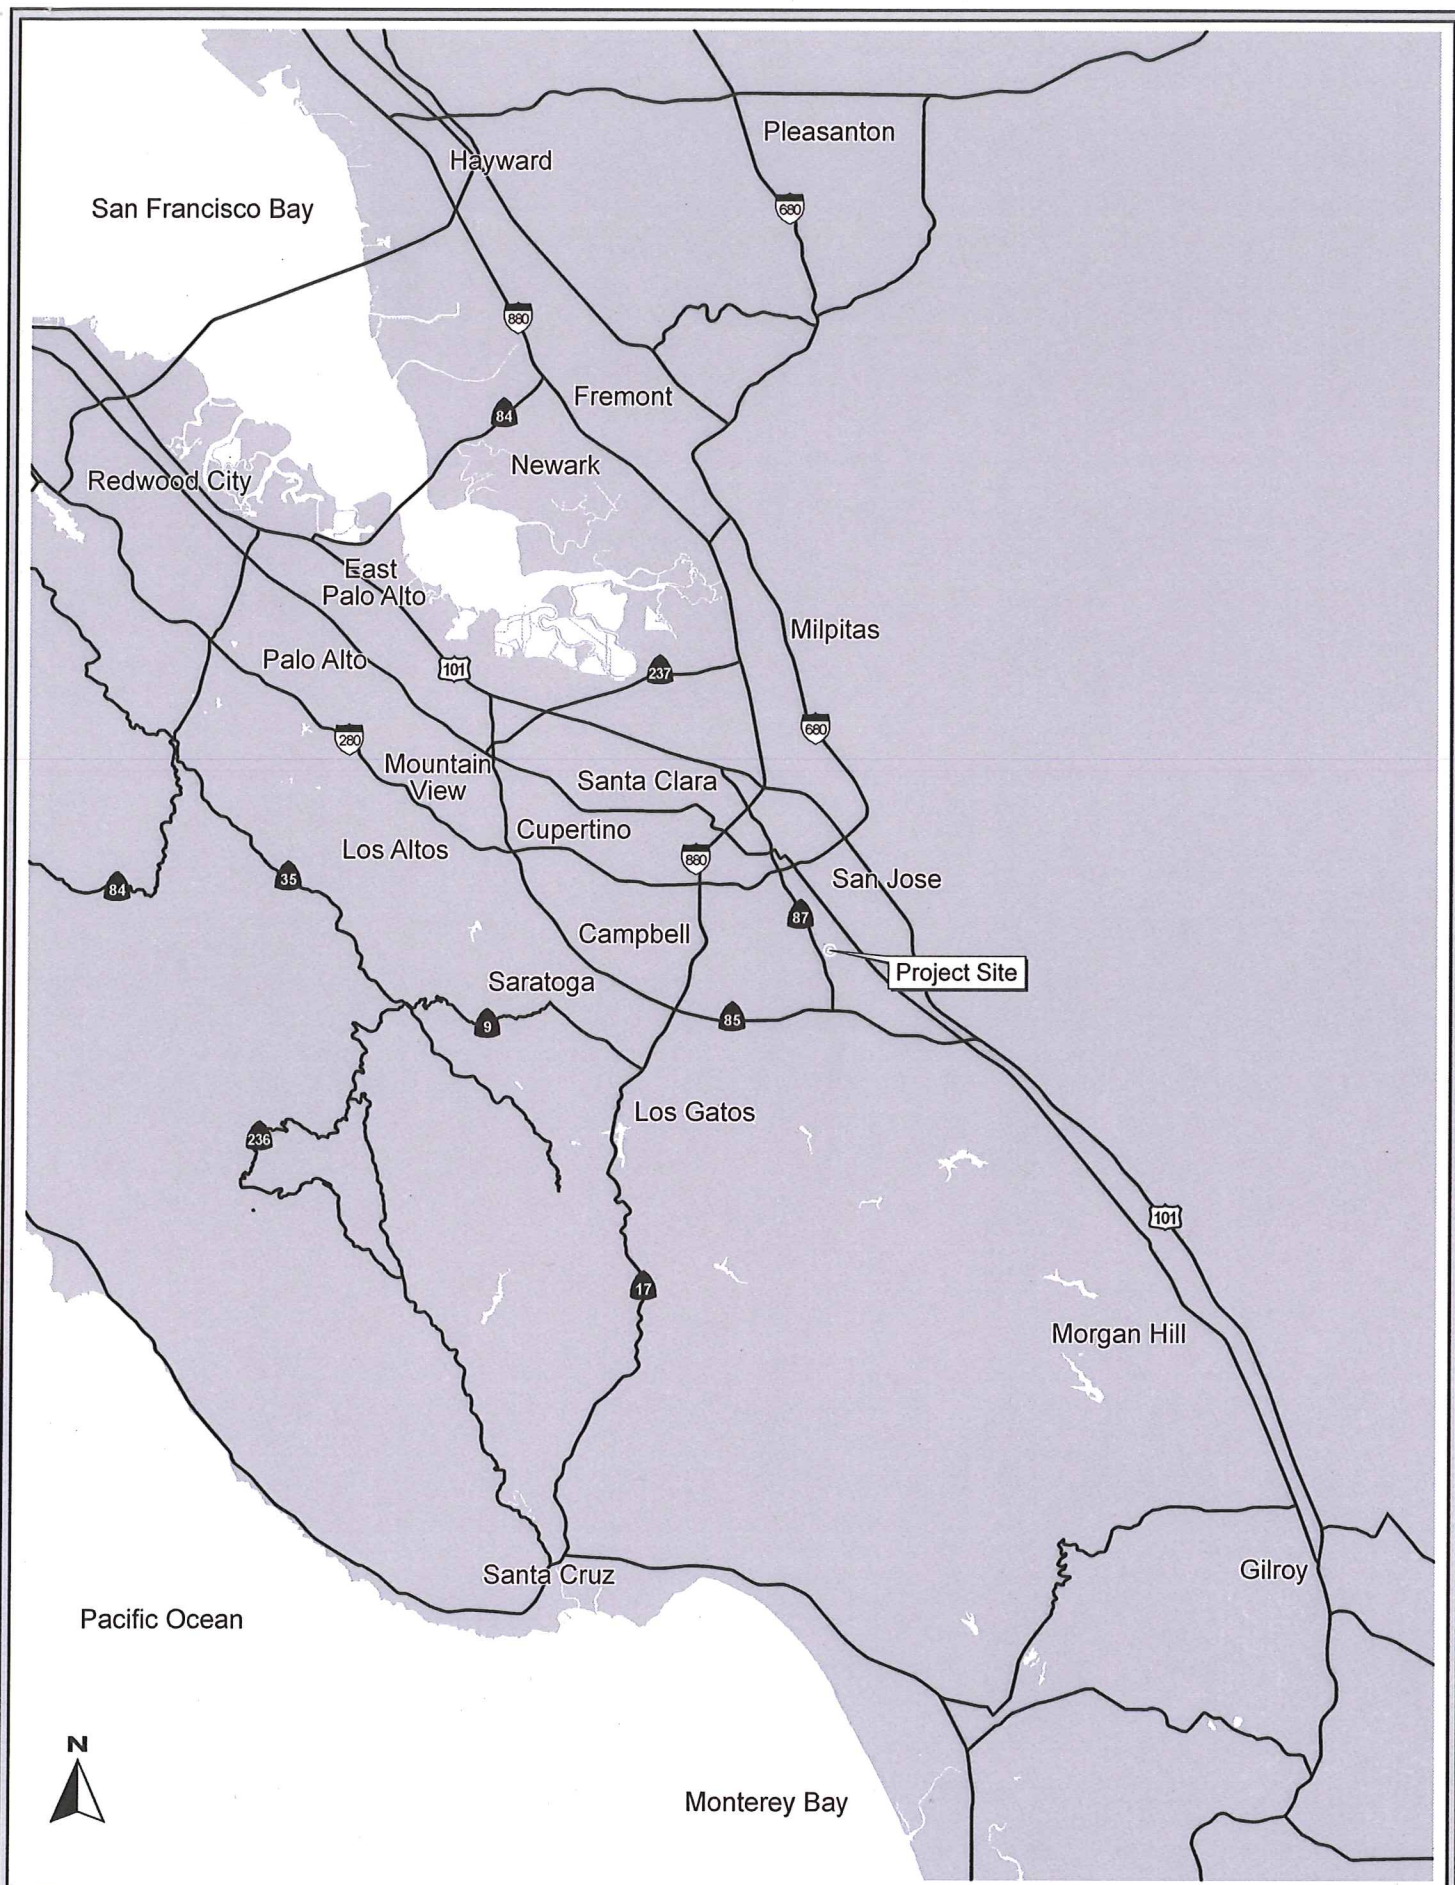 Pleasanton
Hayward
San Francisco Bay
680
880
Fremont
84
Newark
Redwood City
East
Palo Alto
Milpitas
Palo Alto
101
237
280
680
Mountain
View
Santa Clara
Cupertino
Los Altos
880
84
35
San Jose
87
Campbell
Project Site
Saratoga
9
85
Los Gatos
236
101
17
Morgan Hill
Gilroy
Santa Cruz
Pacific Ocean
N
Monterey Bay